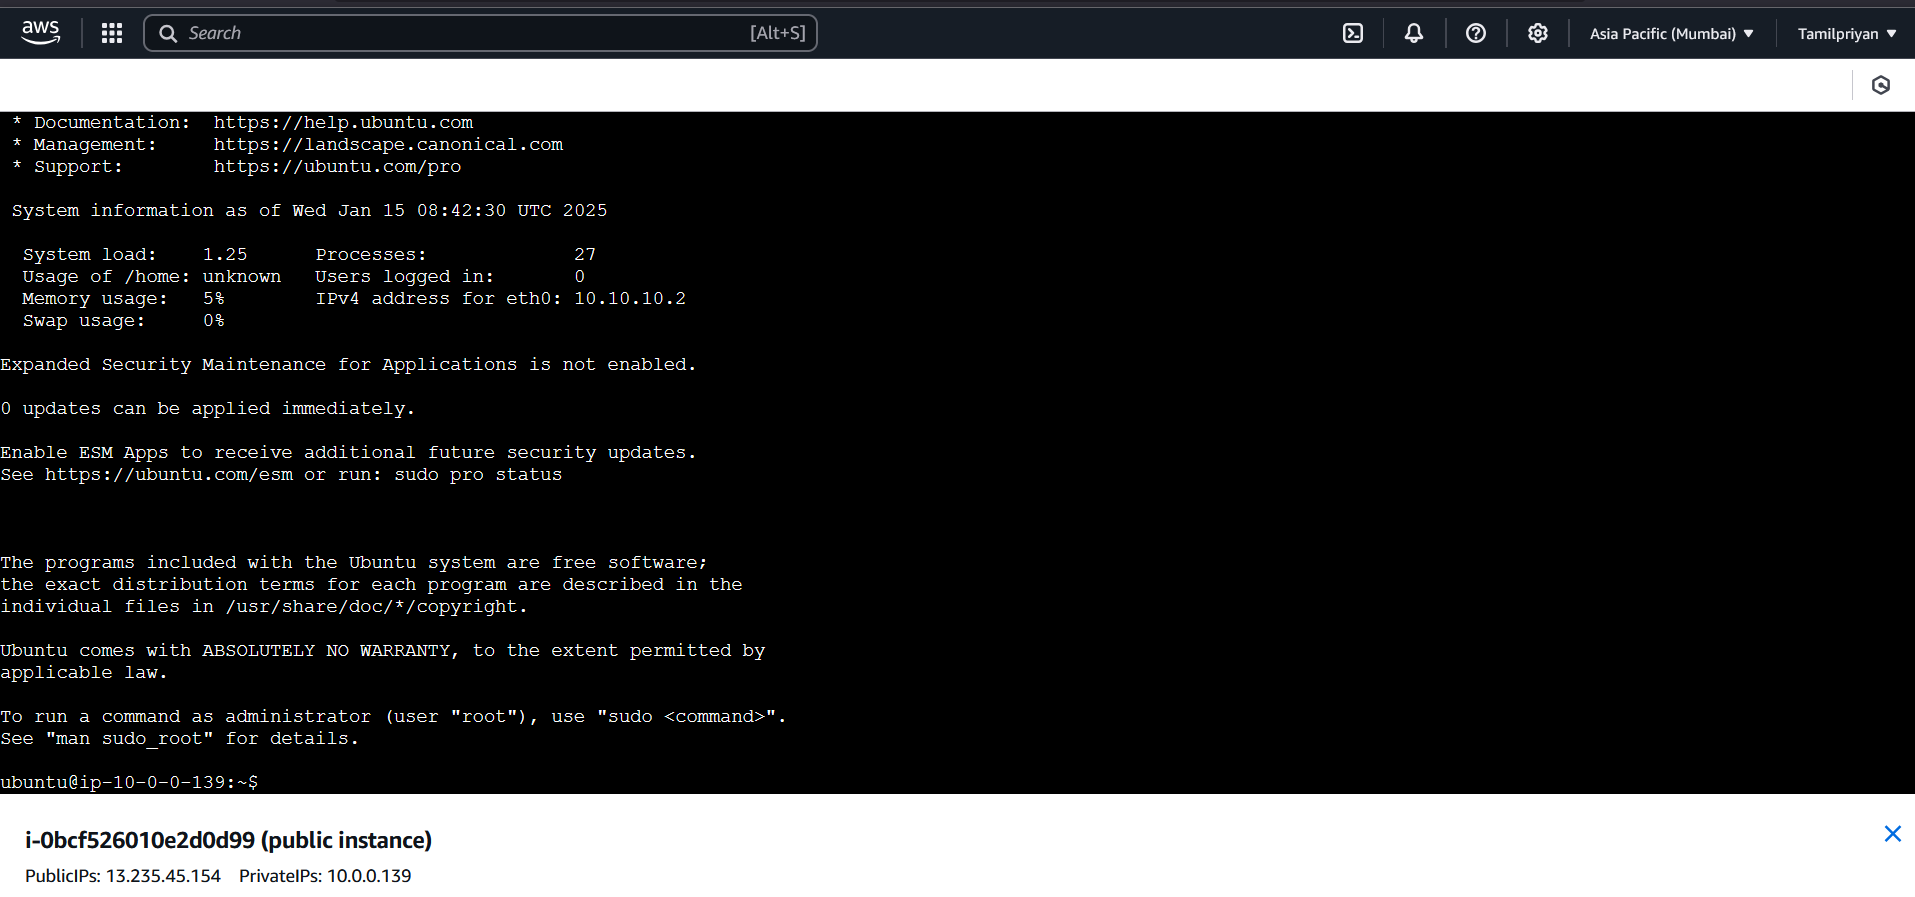 aws
Search [Alt+S]
Asia Pacific (Mumbai) ▼
Tamilpriyan ▼
* Documentation:  https://help.ubuntu.com
* Management:     https://landscape.canonical.com
* Support:        https://ubuntu.com/pro
System information as of Wed Jan 15 08:42:30 UTC 2025
System load:    1.25      Processes:             27
Usage of /home: unknown   Users logged in:       0
Memory usage:   5%        IPv4 address for eth0: 10.10.10.2
Swap usage:     0%
Expanded Security Maintenance for Applications is not enabled.
0 updates can be applied immediately.
Enable ESM Apps to receive additional future security updates.
See https://ubuntu.com/esm or run: sudo pro status
The programs included with the Ubuntu system are free software;
the exact distribution terms for each program are described in the
individual files in /usr/share/doc/*/copyright.
Ubuntu comes with ABSOLUTELY NO WARRANTY, to the extent permitted by
applicable law.
To run a command as administrator (user "root"), use "sudo <command>".
See "man sudo_root" for details.
ubuntu@ip-10-0-0-139:~$
i-0bcf526010e2d0d99 (public instance)
PublicIPs: 13.235.45.154    PrivateIPs: 10.0.0.139